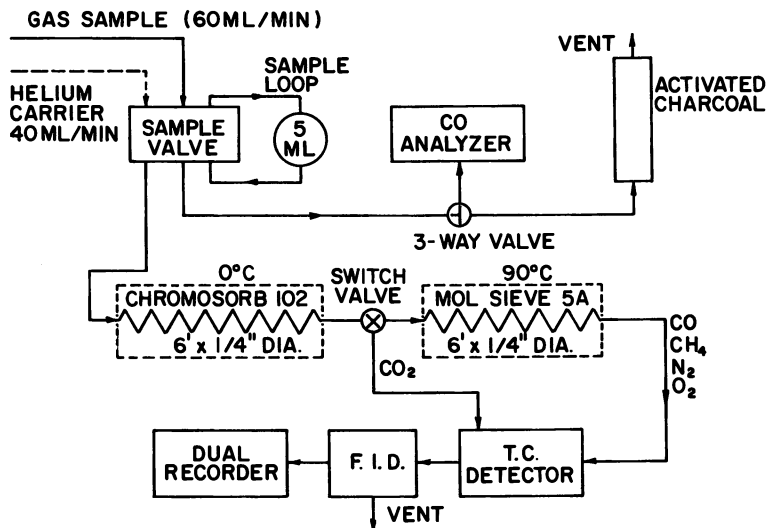 GAS SAMPLE (60ML/MIN)
HELIUM
CARRIER
40ML/MIN
SAMPLE
VALVE
SAMPLE
LOOP
5
ML
CO
ANALYZER
3-WAY VALVE
VENT
ACTIVATED
CHARCOAL
0°C
CHROMOSORB 102
6' x 1/4" DIA.
SWITCH
VALVE
90°C
MOL SIEVE 5A
6' x 1/4" DIA.
CO
CH₄
N₂
O₂
CO₂
DUAL
RECORDER
F.I.D.
T.C.
DETECTOR
VENT